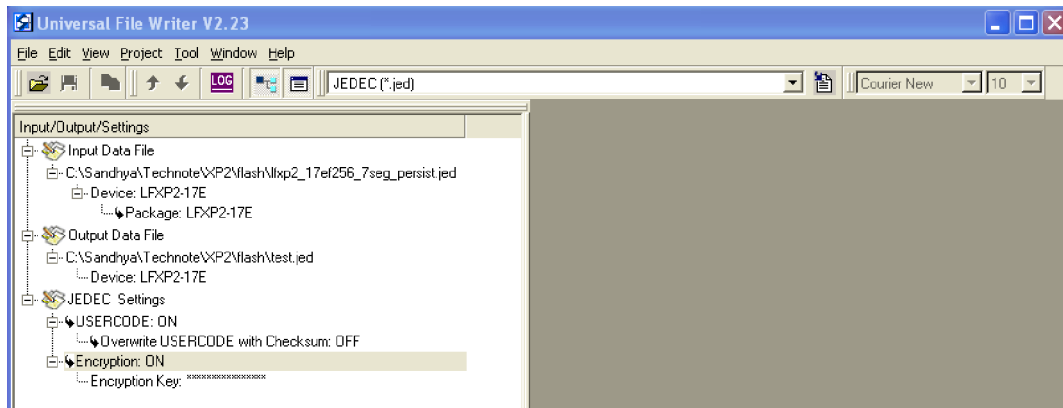 Universal File Writer V2.23
File Edit View Project Tool Window Help
LOG JEDEC (*.jed) Courier New 10
Input/Output/Settings
Input Data File
C:\Sandhya\Technote\XP2\flash\lfxp2_17ef256_7seg_persist.jed
Device: LFXP2-17E
Package: LFXP2-17E
Output Data File
C:\Sandhya\Technote\XP2\flash\test.jed
Device: LFXP2-17E
JEDEC Settings
USERCODE: ON
Overwrite USERCODE with Checksum: OFF
Encryption: ON
Encryption Key: ****************